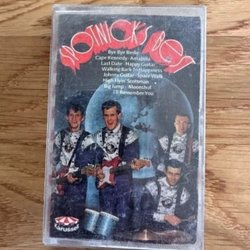 SPOTNICKS BEST
Bye Bye Birdie
Cape Kennedy · Amapola
Last Date · Happy Guitar
Walking Back To Happiness
Johnny Guitar · Space Walk
High Flyin' Scotsman
Big Jump · Moonshot
I'll Remember You
Karussell